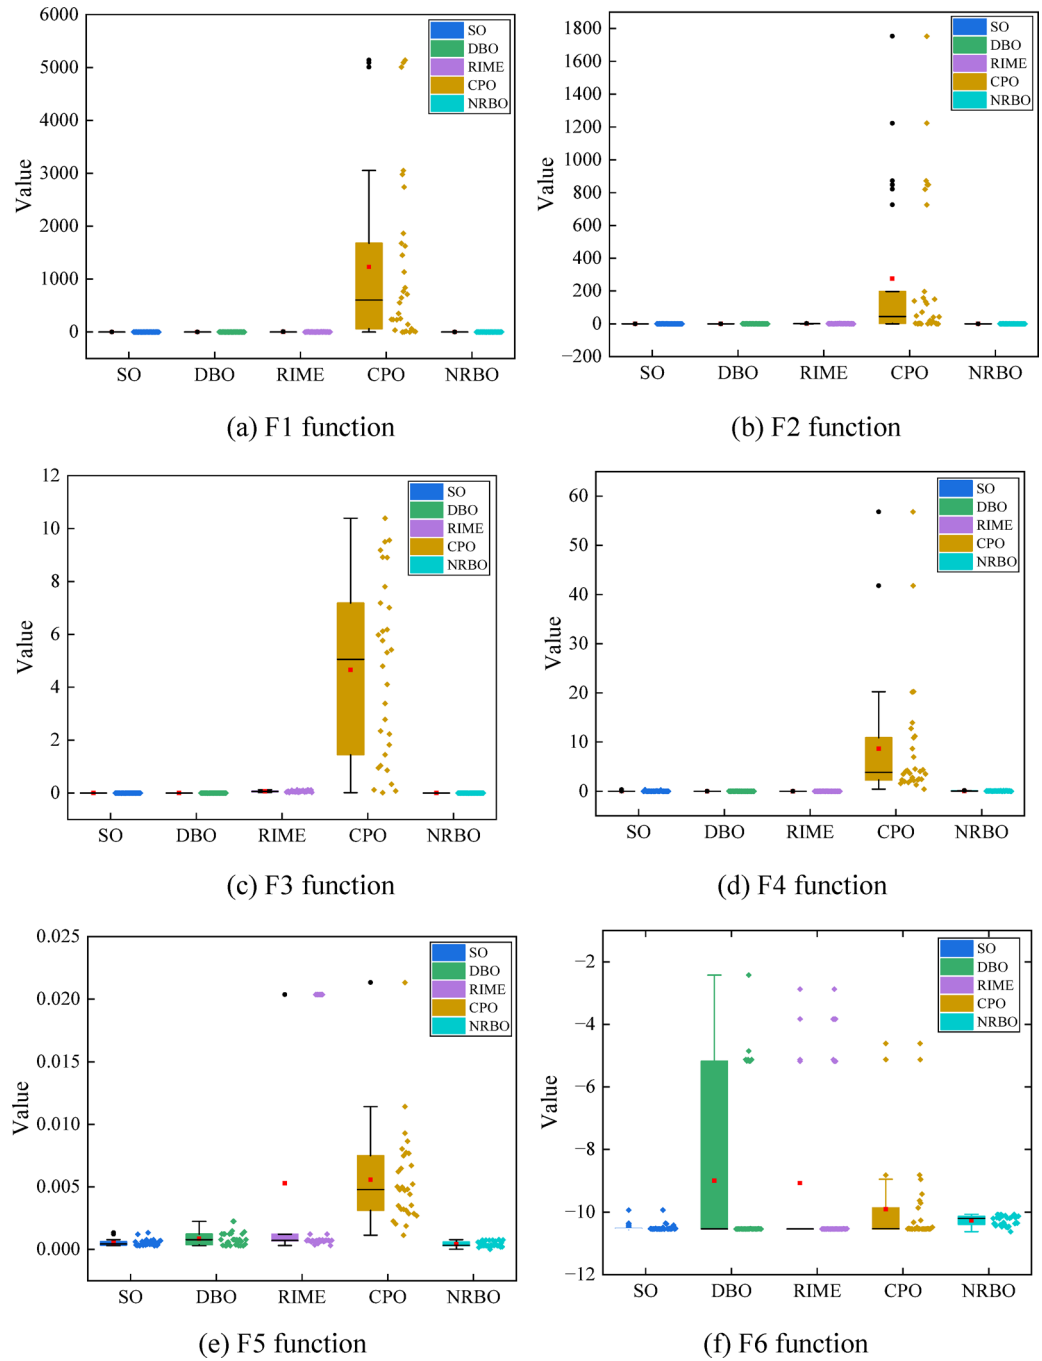 6000
5000
4000
3000
2000
1000
0
Value
SO
DBO
RIME
CPO
NRBO
SO DBO RIME CPO NRBO
(a) F1 function
1800
1600
1400
1200
1000
800
600
400
200
0
−200
Value
SO
DBO
RIME
CPO
NRBO
SO DBO RIME CPO NRBO
(b) F2 function
12
10
8
6
4
2
0
Value
SO
DBO
RIME
CPO
NRBO
SO DBO RIME CPO NRBO
(c) F3 function
60
50
40
30
20
10
0
Value
SO
DBO
RIME
CPO
NRBO
SO DBO RIME CPO NRBO
(d) F4 function
0.025
0.020
0.015
0.010
0.005
0.000
Value
SO
DBO
RIME
CPO
NRBO
SO DBO RIME CPO NRBO
(e) F5 function
−2
−4
−6
−8
−10
−12
Value
SO
DBO
RIME
CPO
NRBO
SO DBO RIME CPO NRBO
(f) F6 function